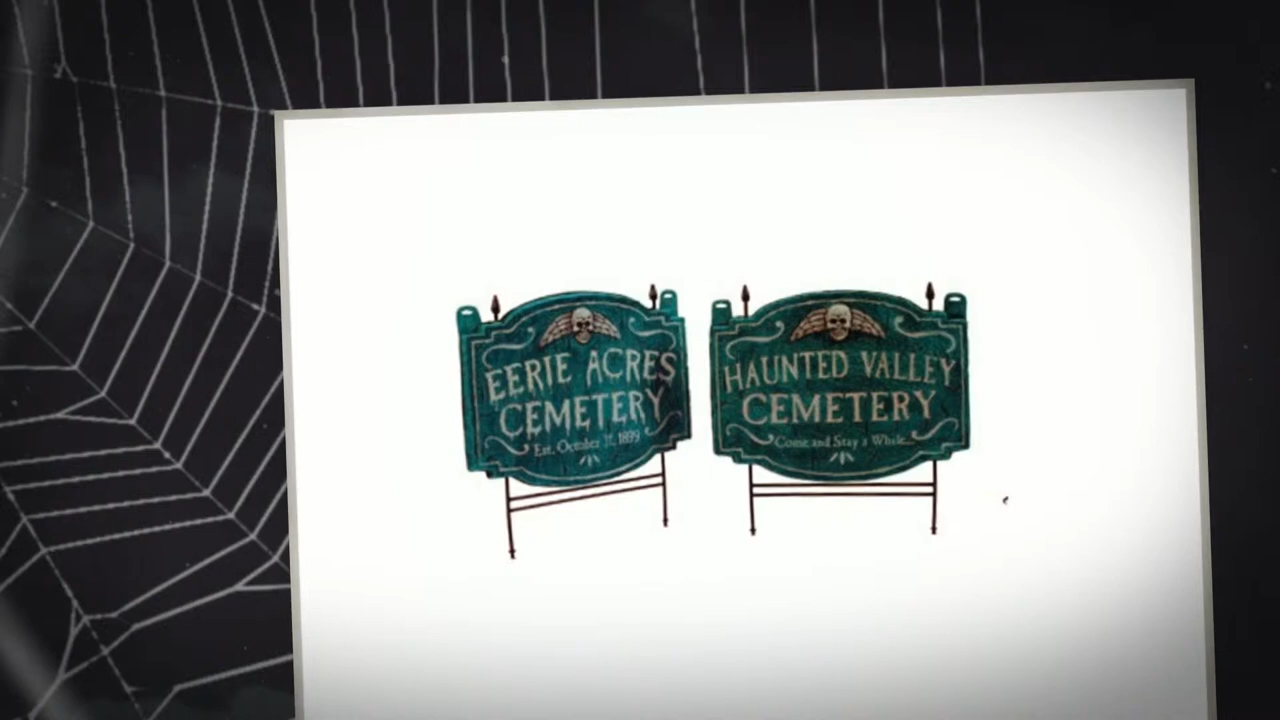 EERIE ACRES
CEMETERY
Est. October 31, 1899
HAUNTED VALLEY
CEMETERY
Come and Stay a While...